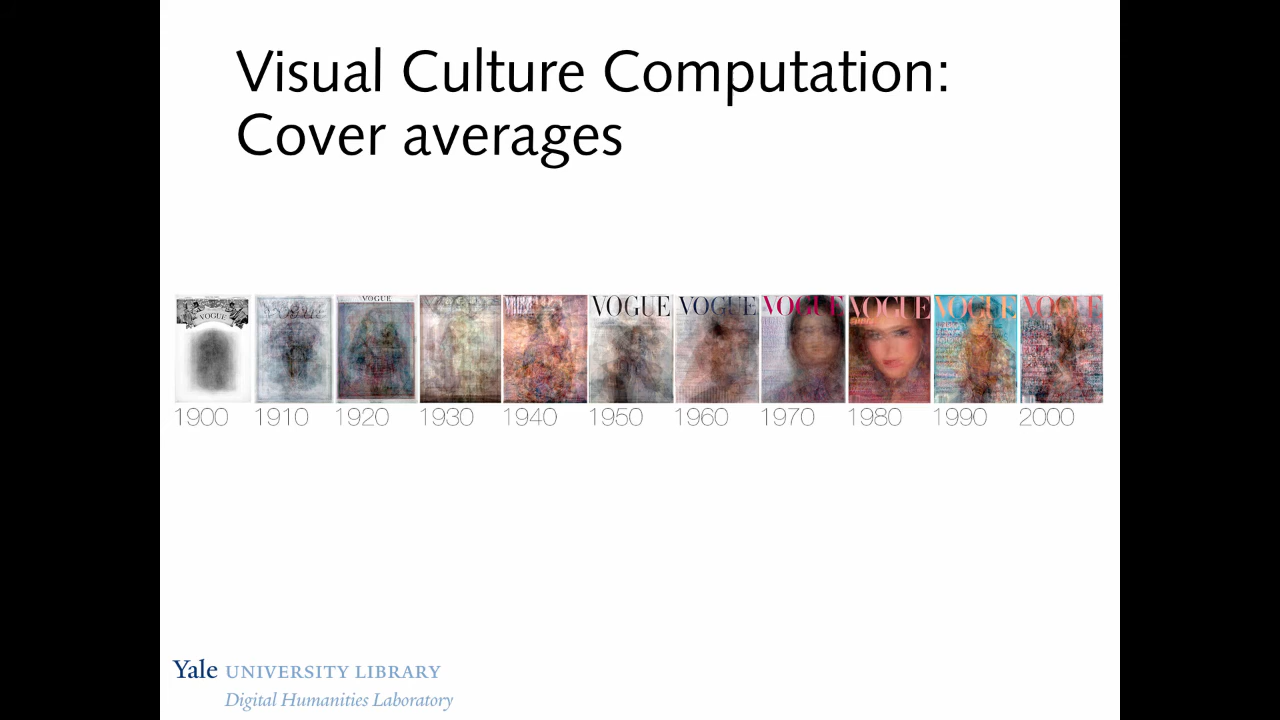 Visual Culture Computation:
Cover averages
VOGUE
VOGUE
VOGUE
VOGUE
VOGUE
VOGUE
VOGUE
VOGUE
1900 1910 1920 1930 1940 1950 1960 1970 1980 1990 2000
Yale UNIVERSITY LIBRARY
Digital Humanities Laboratory